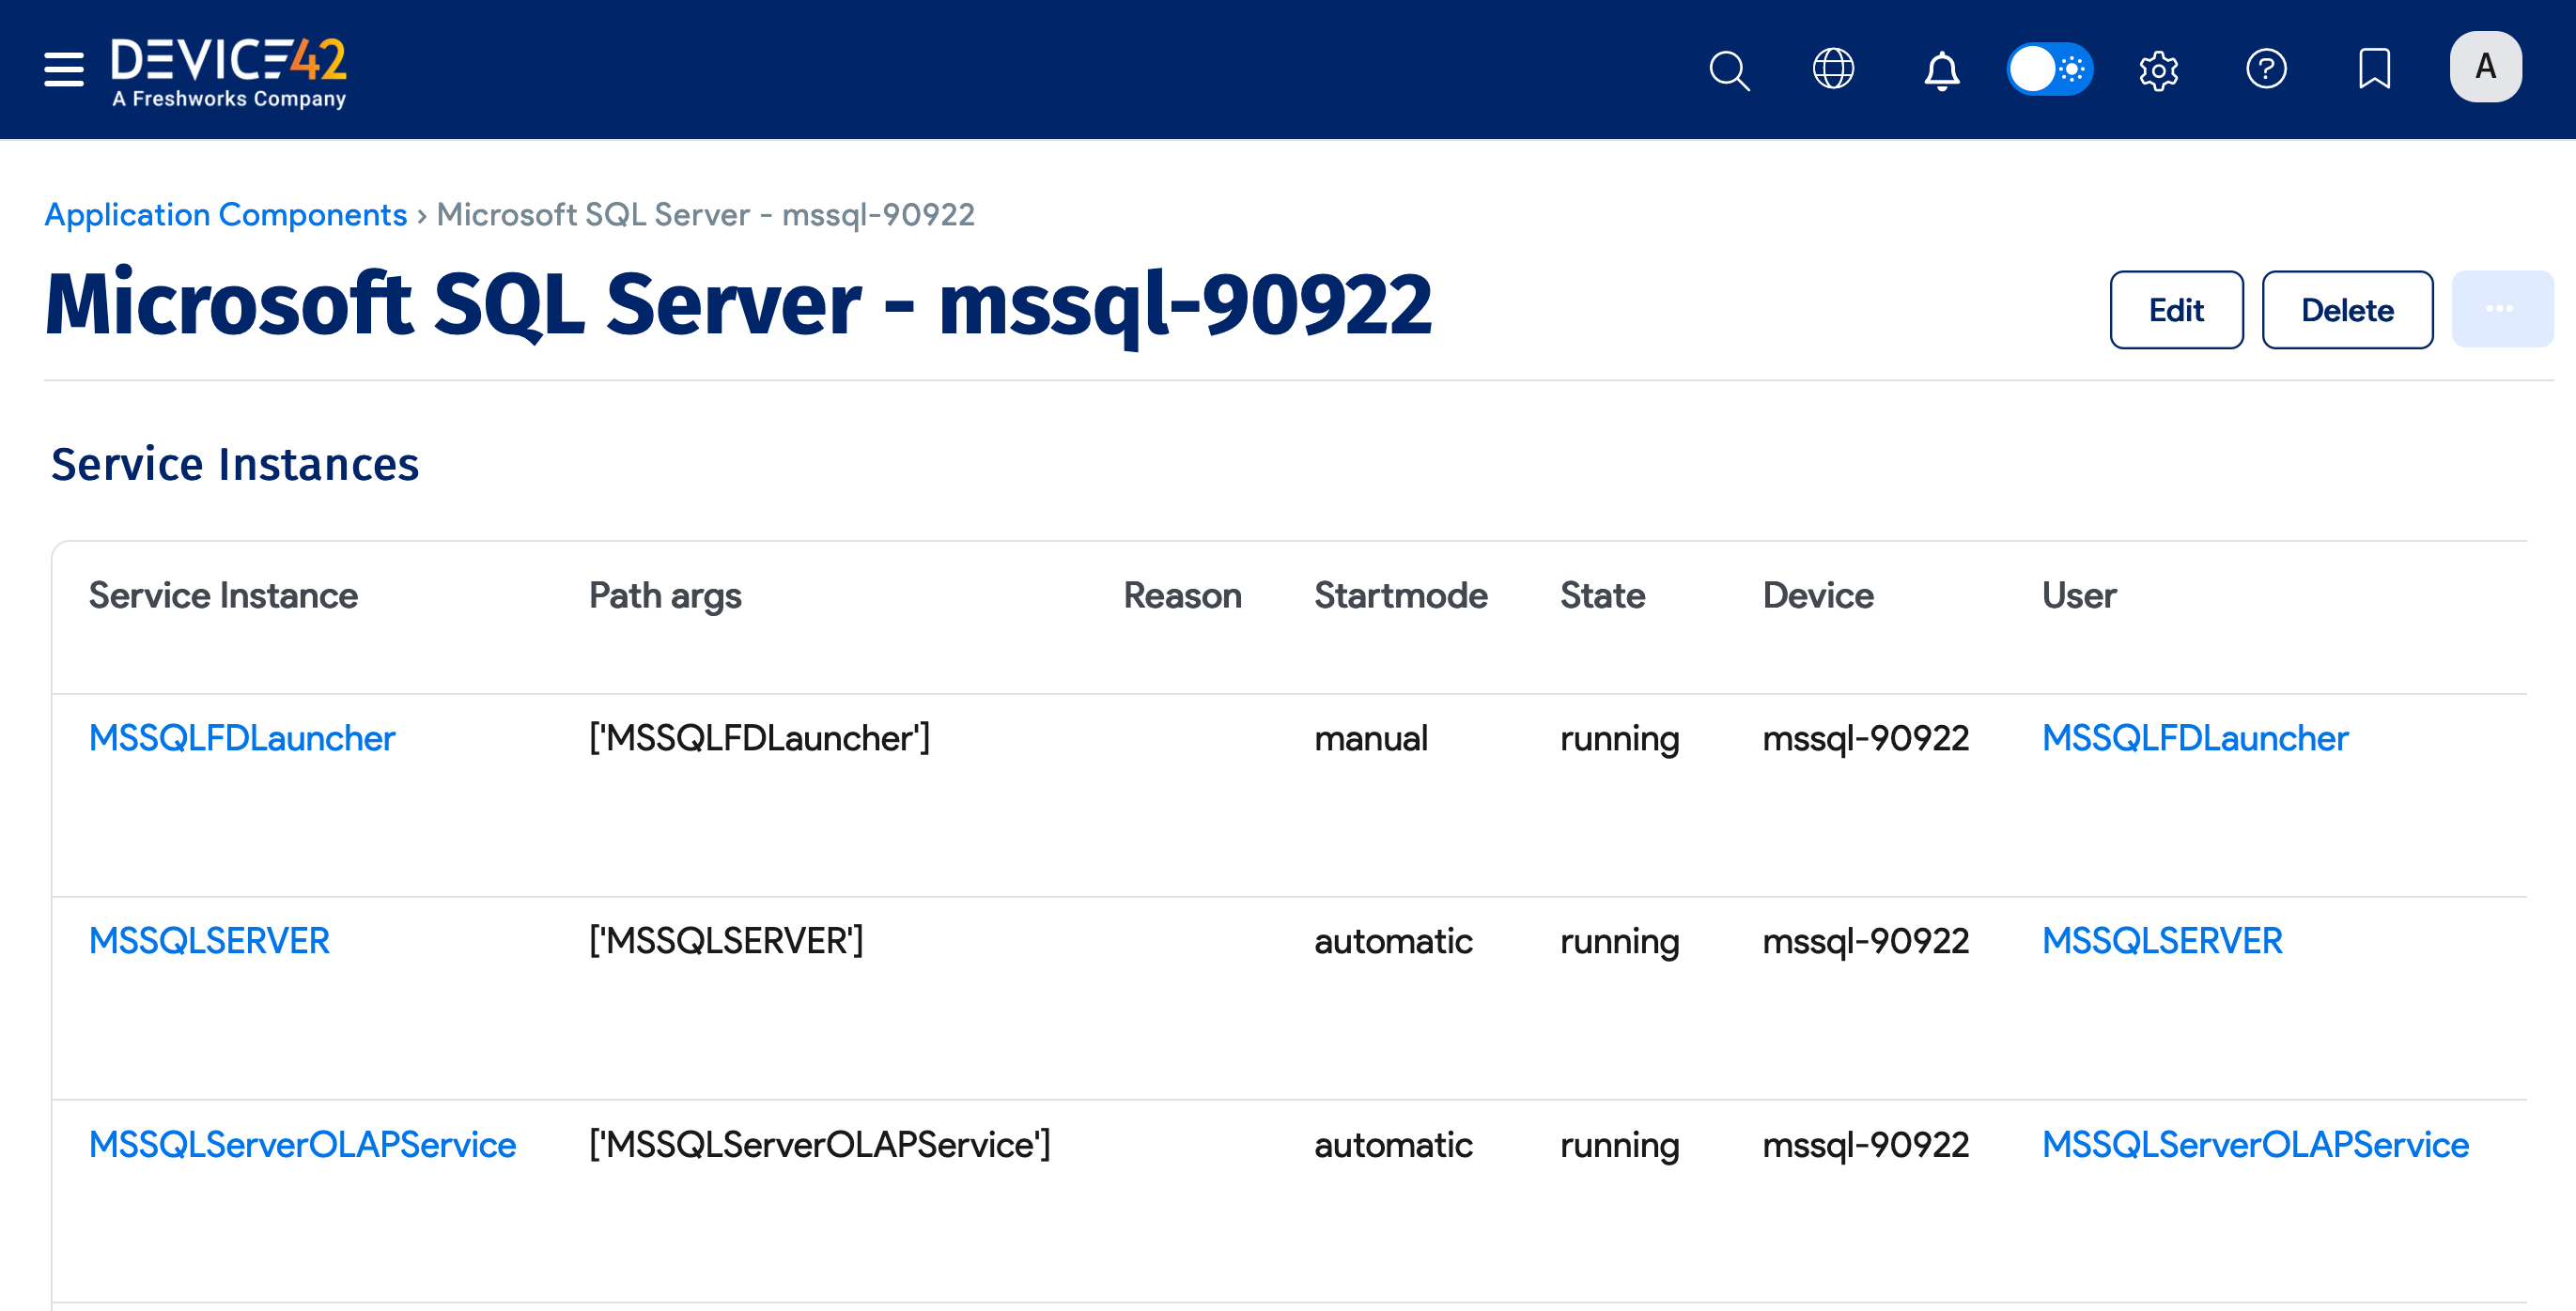 DEVICE42
A Freshworks Company
A
Application Components › Microsoft SQL Server - mssql-90922
Microsoft SQL Server - mssql-90922
Edit Delete ...
Service Instances
Service Instance Path args Reason Startmode State Device User
MSSQLFDLauncher ['MSSQLFDLauncher'] manual running mssql-90922 MSSQLFDLauncher
MSSQLSERVER ['MSSQLSERVER'] automatic running mssql-90922 MSSQLSERVER
MSSQLServerOLAPService ['MSSQLServerOLAPService'] automatic running mssql-90922 MSSQLServerOLAPService